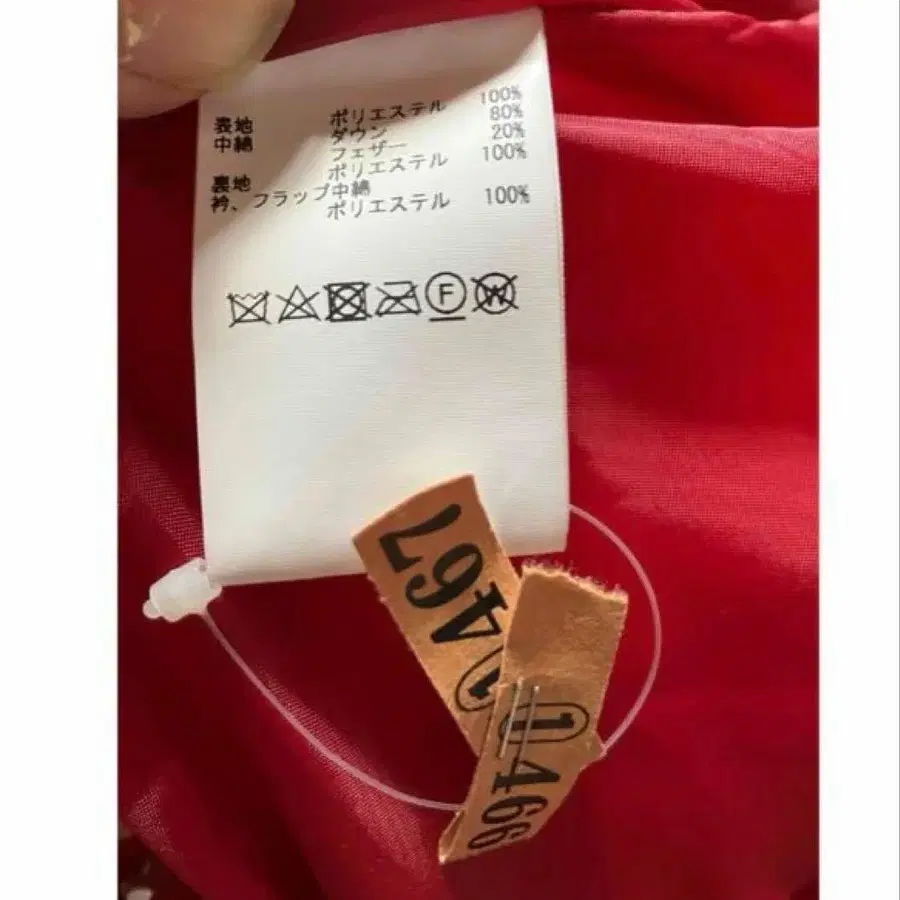 表地 ポリエステル 100%
中綿 ダウン 80%
フェザー 20%
裏地 ポリエステル 100%
衿、フラップ中綿
ポリエステル 100%
F
W
①467
①466